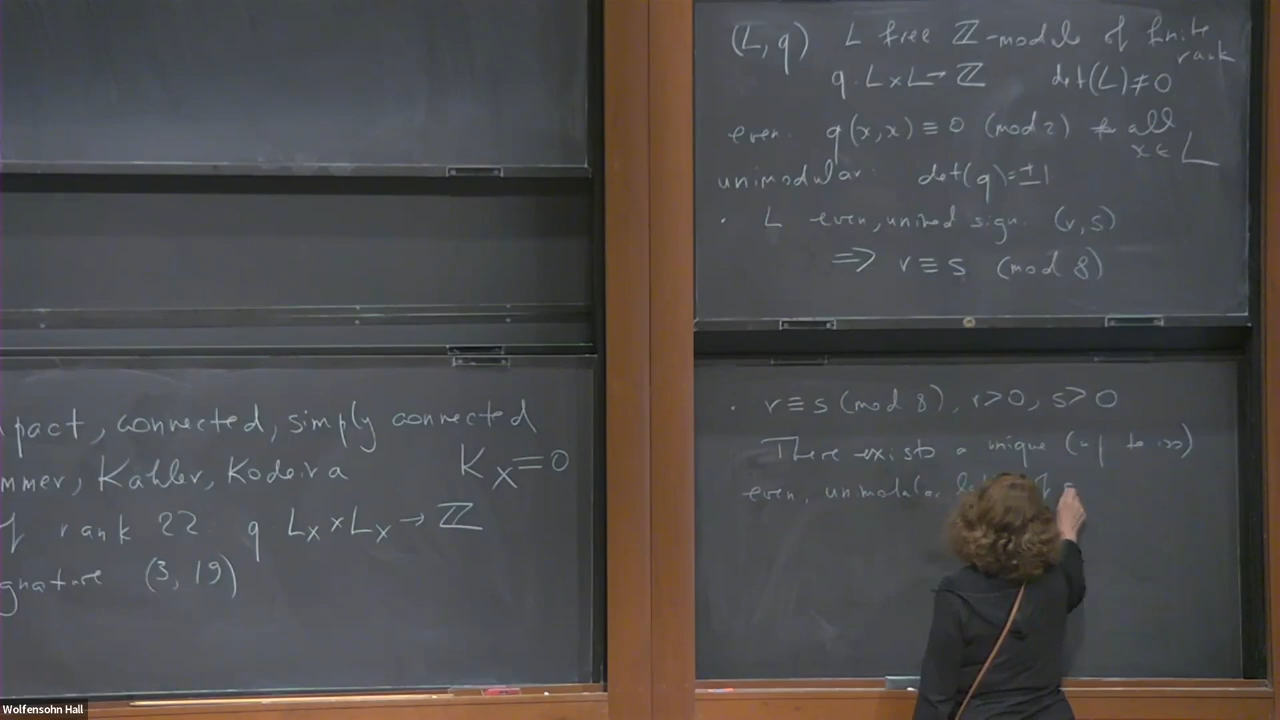 pact, connected, simply connected
mmer, Kahler, Kodaira K_X=0
f rank 22 q L_X × L_X → ℤ
gnature (3, 19)
(L, q) L free ℤ-module of finite rank
q. L×L→ℤ det(L)≠0
even. q(x,x) ≡ 0 (mod 2) all x∈L
unimodular: det(q)=±1
· L even, unimod sign. (r,s)
⇒ r≡s (mod 8)
· r≡s (mod 8), r>0, s>0
There exists a unique (up to iso)
even, unimodular
Wolfensohn Hall